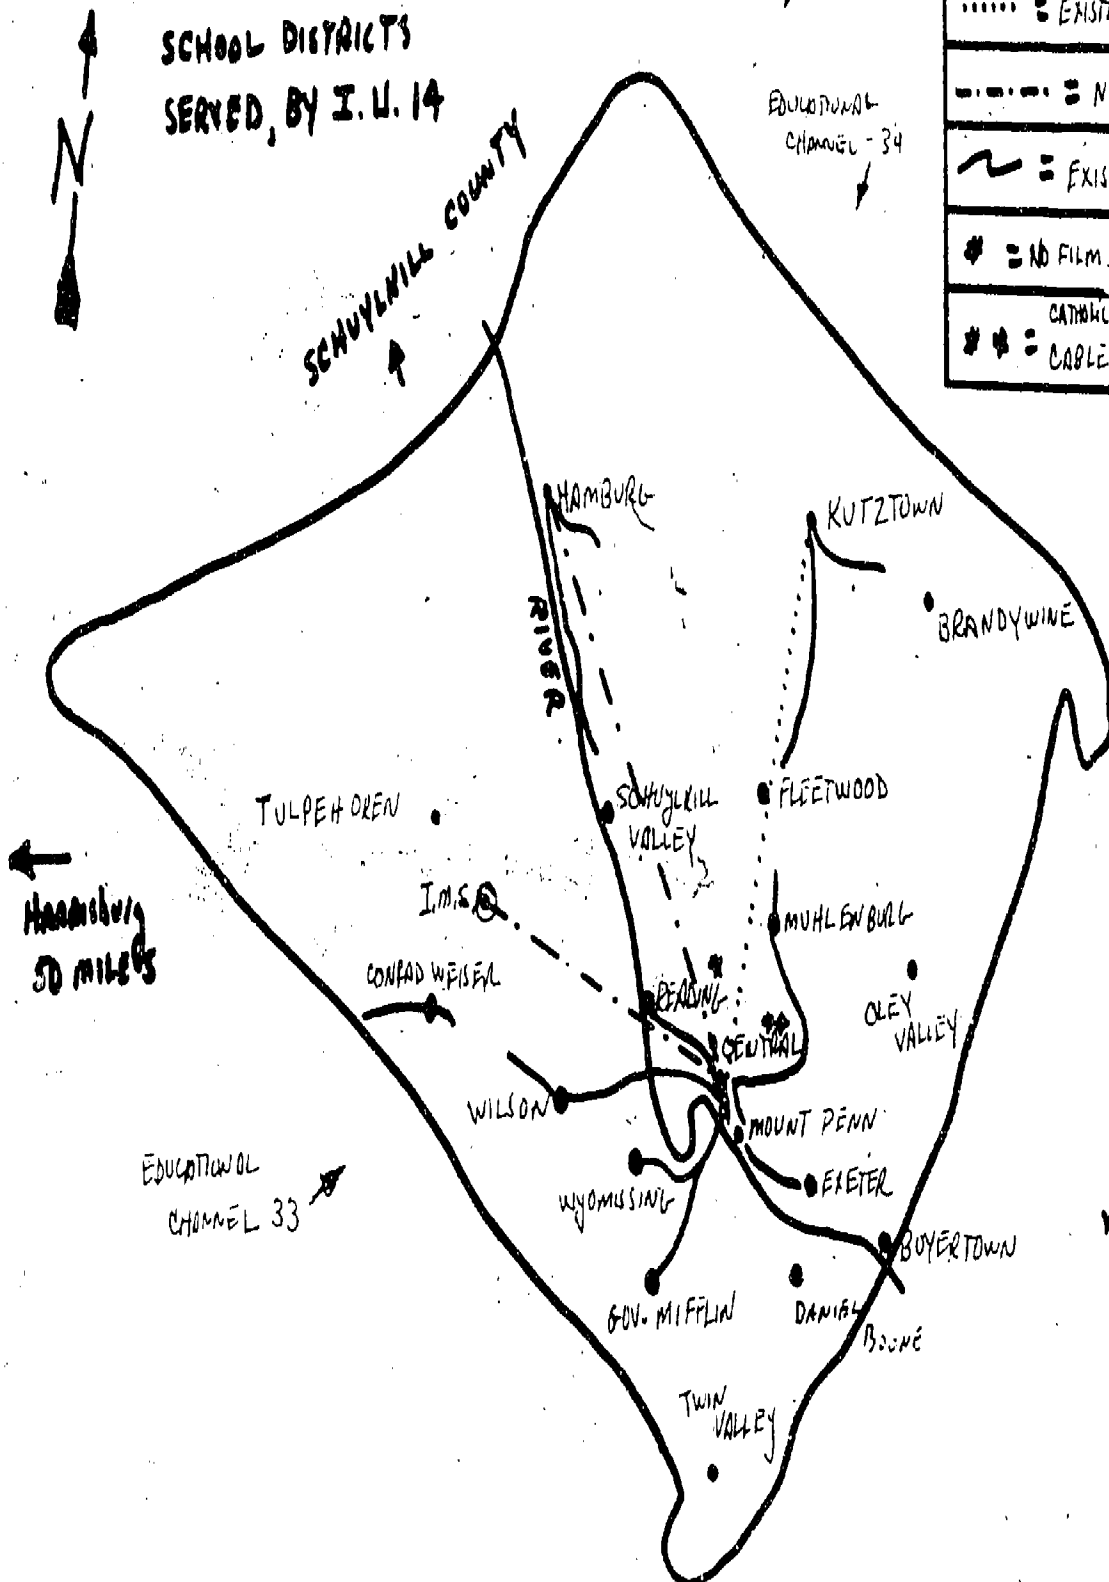 SCHOOL DISTRICTS
SERVED, BY I.U. 14
N
SCHUYLKILL COUNTY
EDUCATIONAL
CHANNEL - 34
= EXISTI
= N
= EXIS
* = NO FILM
** = CATHOLIC
CABLE
HAMBURG
KUTZTOWN
BRANDYWINE
RIVER
TULPEHOKEN
SCHUYLKILL
VALLEY
FLEETWOOD
I.M.S.
MUHLENBURG
Harrisburg
50 MILES
CONRAD WEISER
READING
*
OLEY
VALLEY
**
CENTRAL
WILSON
MOUNT PENN
EDUCATIONAL
CHANNEL 33
WYOMISSING
EXETER
BOYERTOWN
GOV. MIFFLIN
DANIEL
BOONE
TWIN
VALLEY